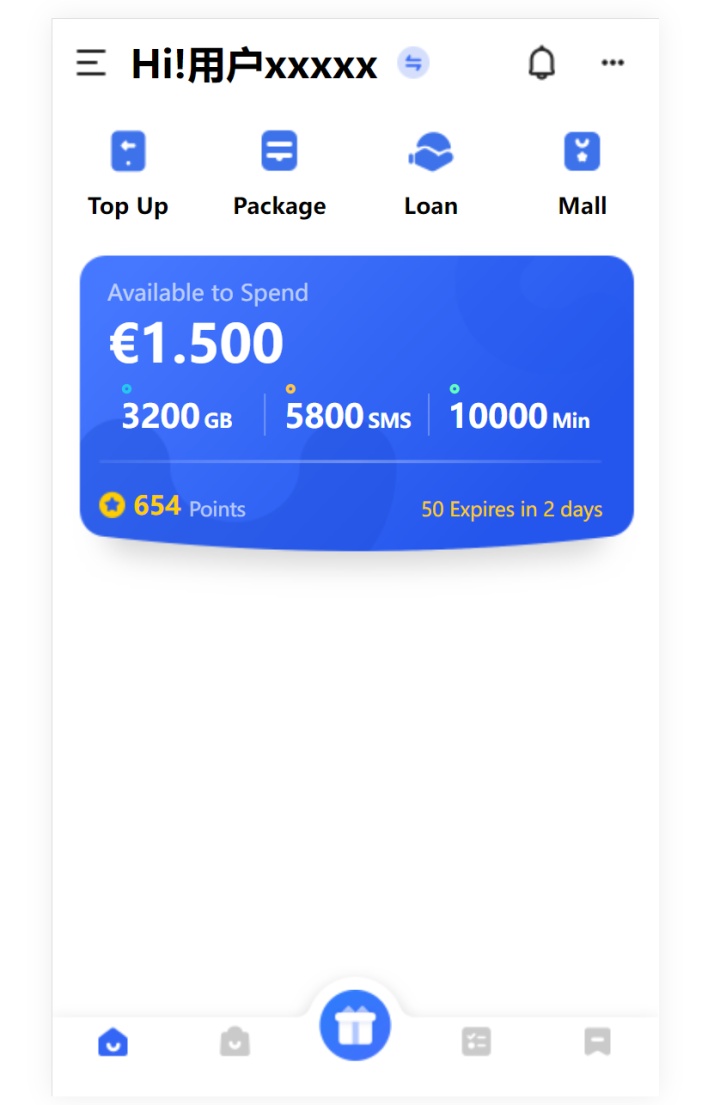 Hi!用户xxxxx
Top Up Package Loan Mall
Available to Spend
€1.500
3200 GB 5800 SMS 10000 Min
654 Points 50 Expires in 2 days